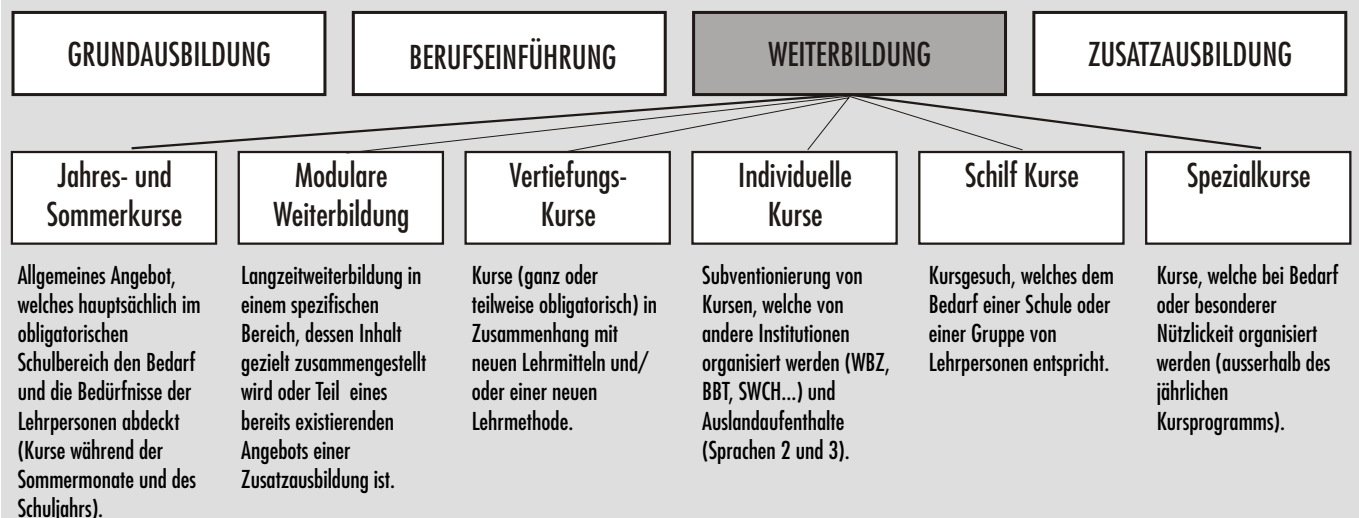 GRUNDAUSBILDUNG
BERUFSEINFÜHRUNG
WEITERBILDUNG
ZUSATZAUSBILDUNG
Jahres- und
Sommerkurse
Modulare
Weiterbildung
Vertiefungs-
Kurse
Individuelle
Kurse
Schilf Kurse
Spezialkurse
Allgemeines Angebot,
welches hauptsächlich im
obligatorischen
Schulbereich den Bedarf
und die Bedürfnisse der
Lehrpersonen abdeckt
(Kurse während der
Sommermonate und des
Schuljahrs).
Langzeitweiterbildung in
einem spezifischen
Bereich, dessen Inhalt
gezielt zusammengestellt
wird oder Teil eines
bereits existierenden
Angebots einer
Zusatzausbildung ist.
Kurse (ganz oder
teilweise obligatorisch) in
Zusammenhang mit
neuen Lehrmitteln und/
oder einer neuen
Lehrmethode.
Subventionierung von
Kursen, welche von
andere Institutionen
organisiert werden (WBZ,
BBT, SWCH...) und
Auslandaufenthalte
(Sprachen 2 und 3).
Kursgesuch, welches dem
Bedarf einer Schule oder
einer Gruppe von
Lehrpersonen entspricht.
Kurse, welche bei Bedarf
oder besonderer
Nützlickeit organisiert
werden (ausserhalb des
jährlichen
Kursprogramms).